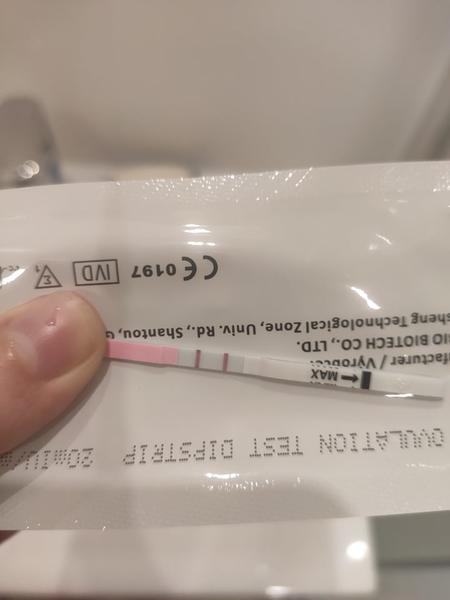 OVULATION TEST DIPSTRIP 20mIU/
MAX
facturer / Výrobce
IO BIOTECH CO., LTD.
sheng Technological Zone, Univ. Rd., Shantou, G
CE 0197 IVD Σ 1